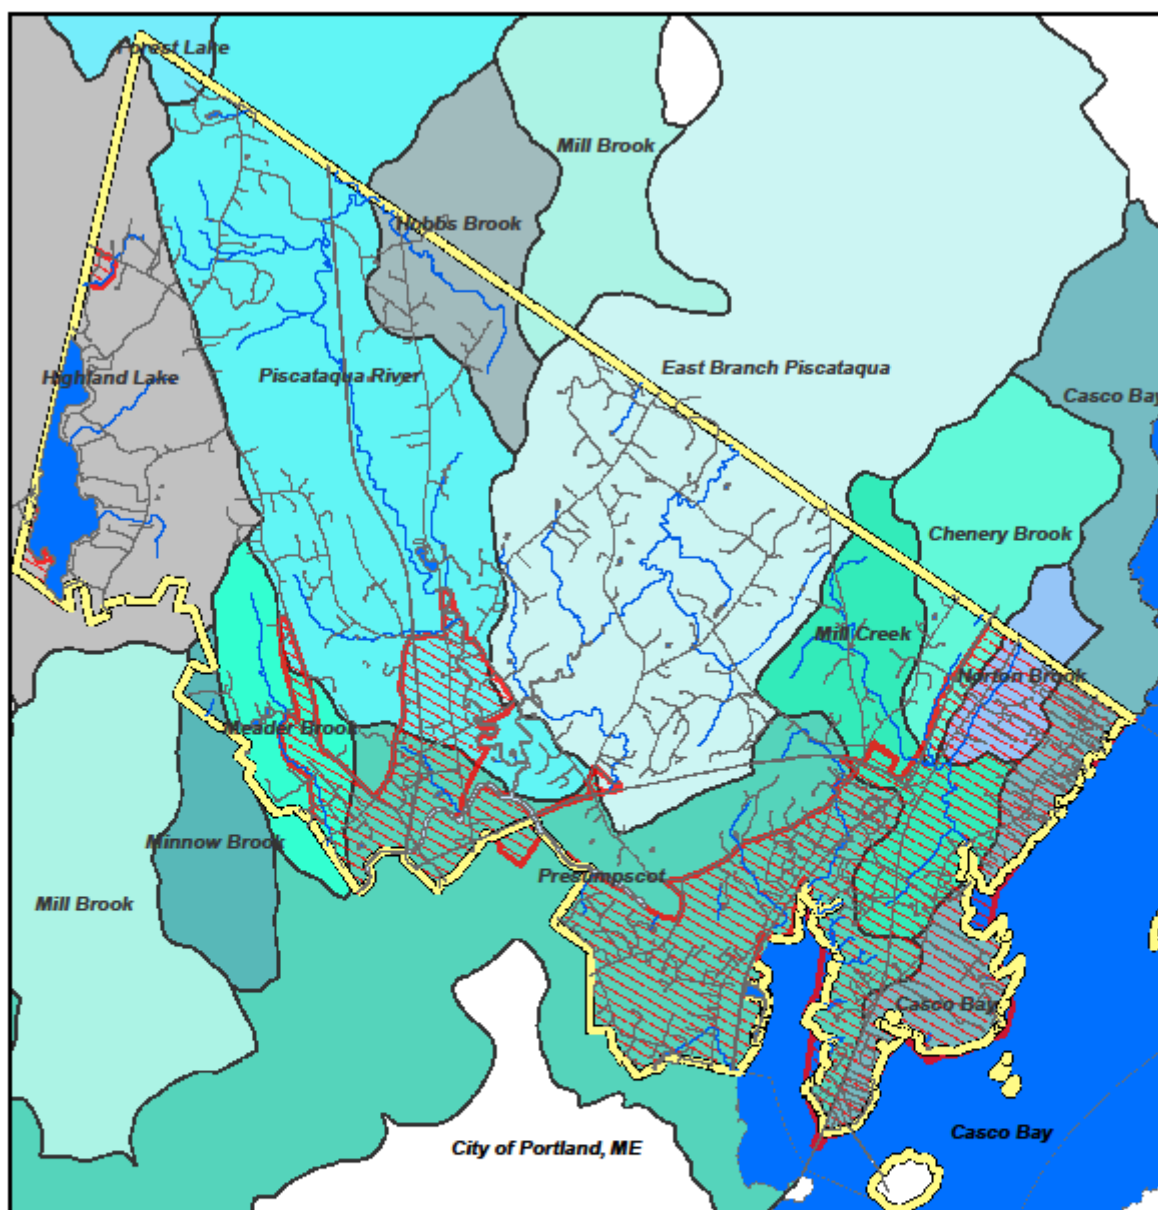 Forest Lake
Mill Brook
Hobbs Brook
Highland Lake
Piscataqua River
East Branch Piscataqua
Casco Bay
Chenery Brook
Mill Creek
Norton Brook
Meader Brook
Minnow Brook
Presumpscot
Mill Brook
Casco Bay
Casco Bay
City of Portland, ME